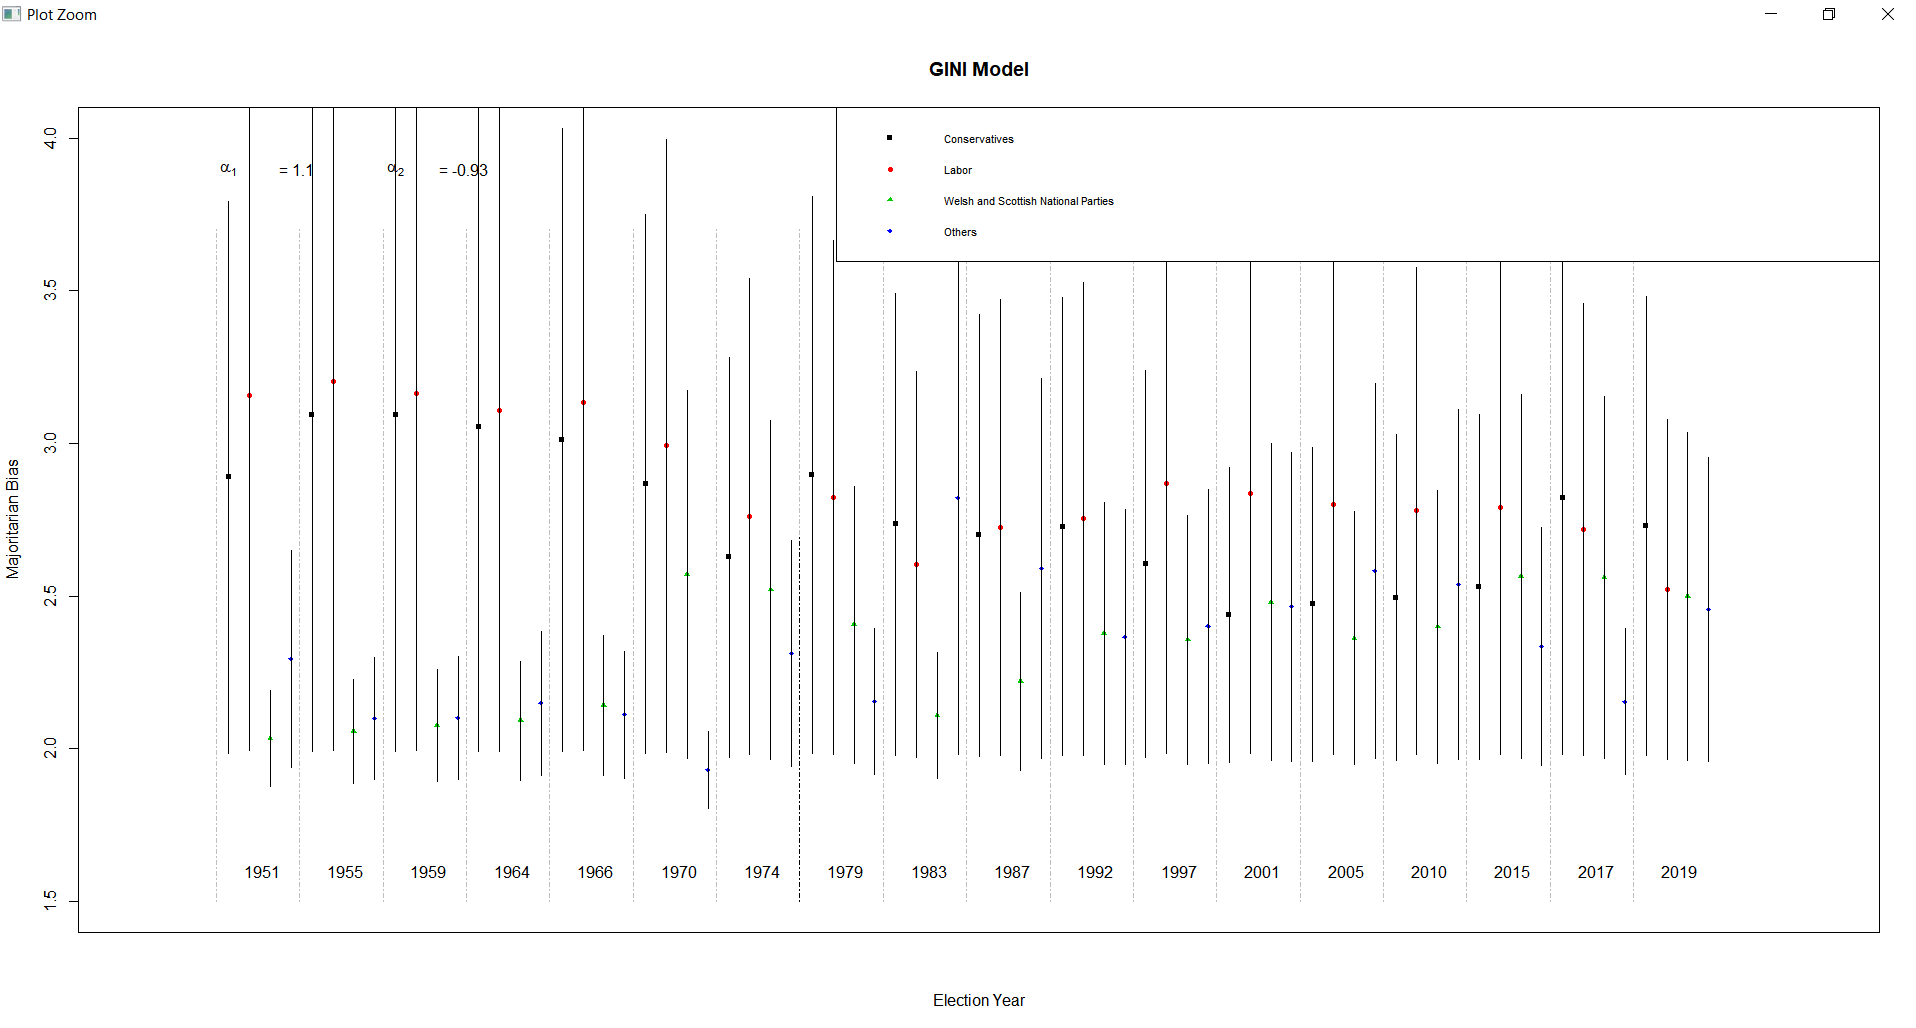 Plot Zoom
GINI Model
α1 = 1.1 α2 = -0.93
Conservatives
Labor
Welsh and Scottish National Parties
Others
4.0
3.5
3.0
2.5
2.0
1.5
Majoritarian Bias
1951 1955 1959 1964 1966 1970 1974 1979 1983 1987 1992 1997 2001 2005 2010 2015 2017 2019
Election Year